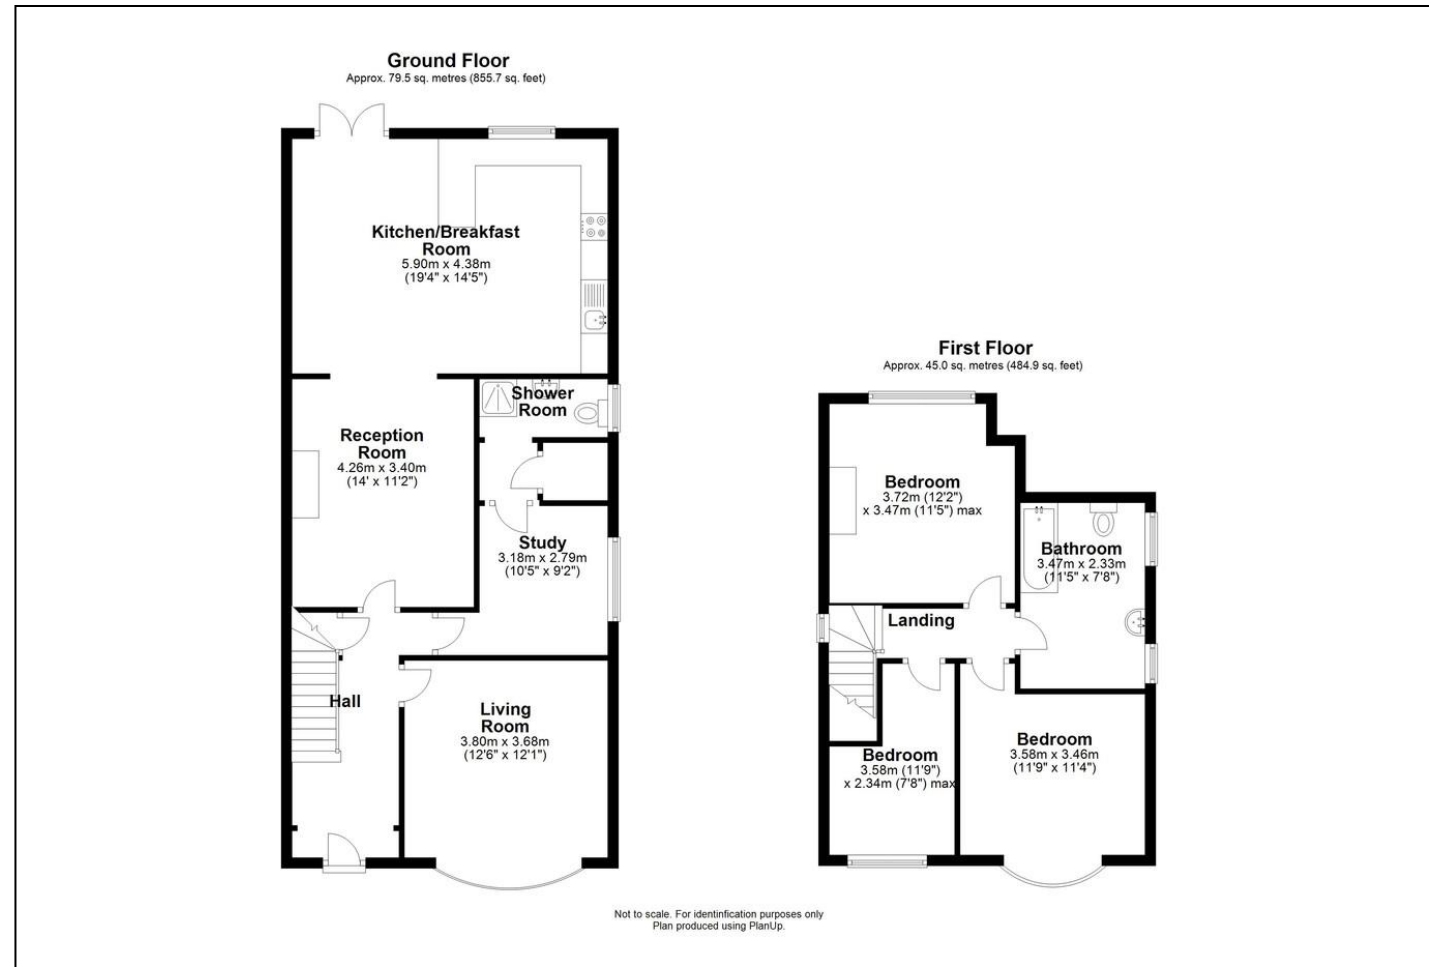 Ground Floor
Approx. 79.5 sq. metres (855.7 sq. feet)
Kitchen/Breakfast
Room
5.90m x 4.38m
(19'4" x 14'5")
Shower
Room
Reception
Room
4.26m x 3.40m
(14' x 11'2")
Study
3.18m x 2.79m
(10'5" x 9'2")
Hall
Living
Room
3.80m x 3.68m
(12'6" x 12'1")
First Floor
Approx. 45.0 sq. metres (484.9 sq. feet)
Bedroom
3.72m (12'2")
x 3.47m (11'5") max
Bathroom
3.47m x 2.33m
(11'5" x 7'8")
Landing
Bedroom
3.58m (11'9")
x 2.34m (7'8") max
Bedroom
3.58m x 3.46m
(11'9" x 11'4")
Not to scale. For identinfication purposes only
Plan produced using PlanUp.